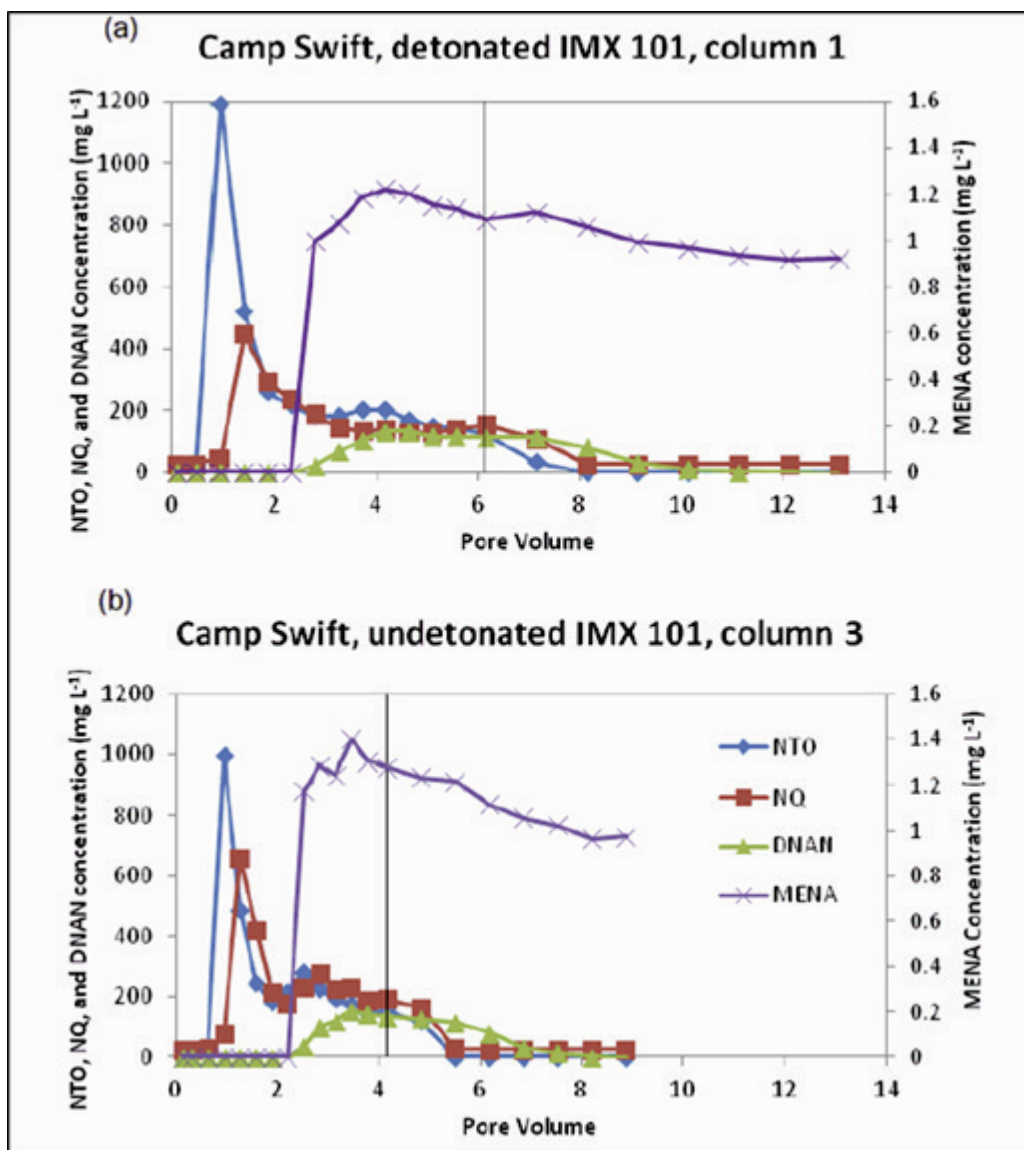 (a)
Camp Swift, detonated IMX 101, column 1
NTO, NQ, and DNAN Concentration (mg L⁻¹)
1200
1000
800
600
400
200
0
1.6
1.4
1.2
1
0.8
0.6
0.4
0.2
0
MENA concentration (mg L⁻¹)
0 2 4 6 8 10 12 14
Pore Volume
(b)
Camp Swift, undetonated IMX 101, column 3
NTO, NQ, and DNAN concentration (mg L⁻¹)
1200
1000
800
600
400
200
0
NTO
NQ
DNAN
MENA
1.6
1.4
1.2
1
0.8
0.6
0.4
0.2
0
MENA Concentration (mg L⁻¹)
0 2 4 6 8 10 12 14
Pore Volume